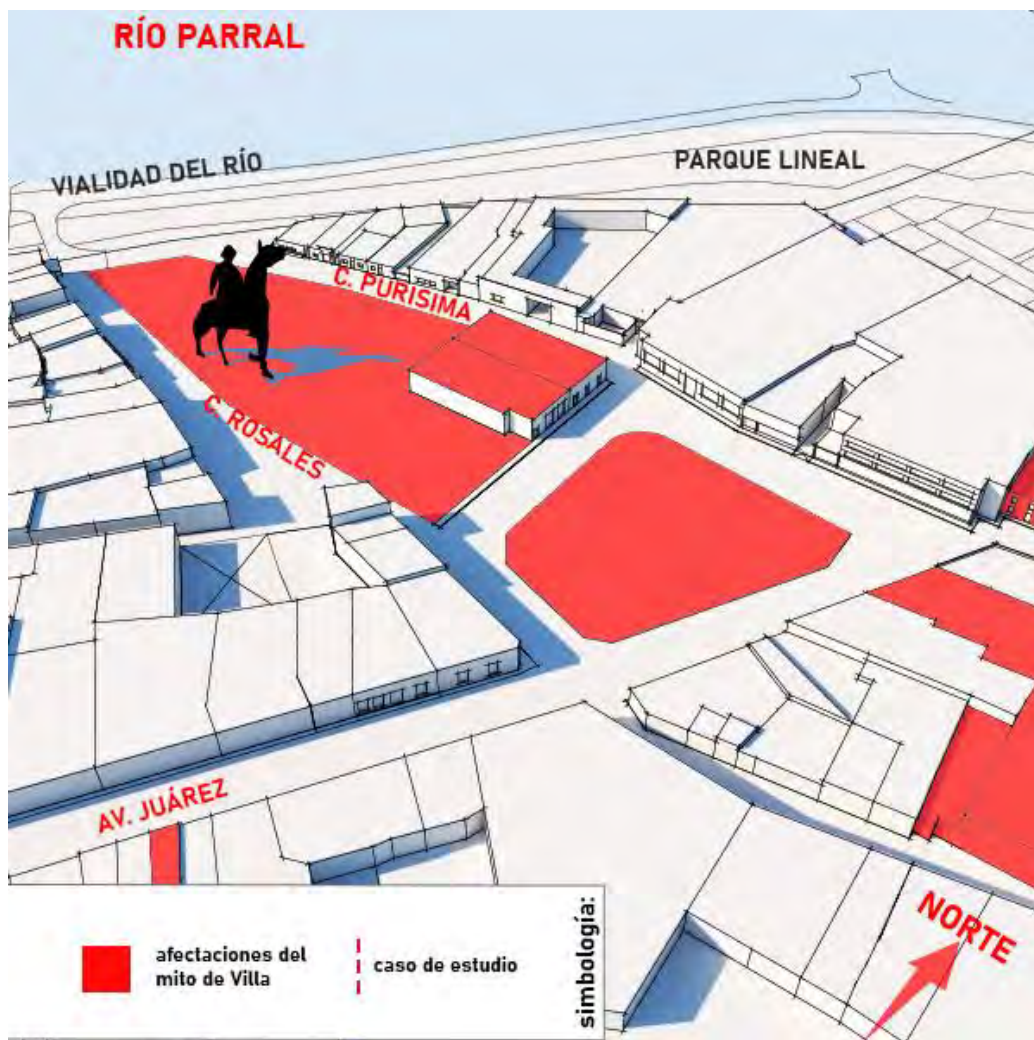 RÍO PARRAL
VIALIDAD DEL RÍO
PARQUE LINEAL
C. PURISIMA
C. ROSALES
AV. JUÁREZ
NORTE
simbología:
afectaciones del
mito de Villa
caso de estudio